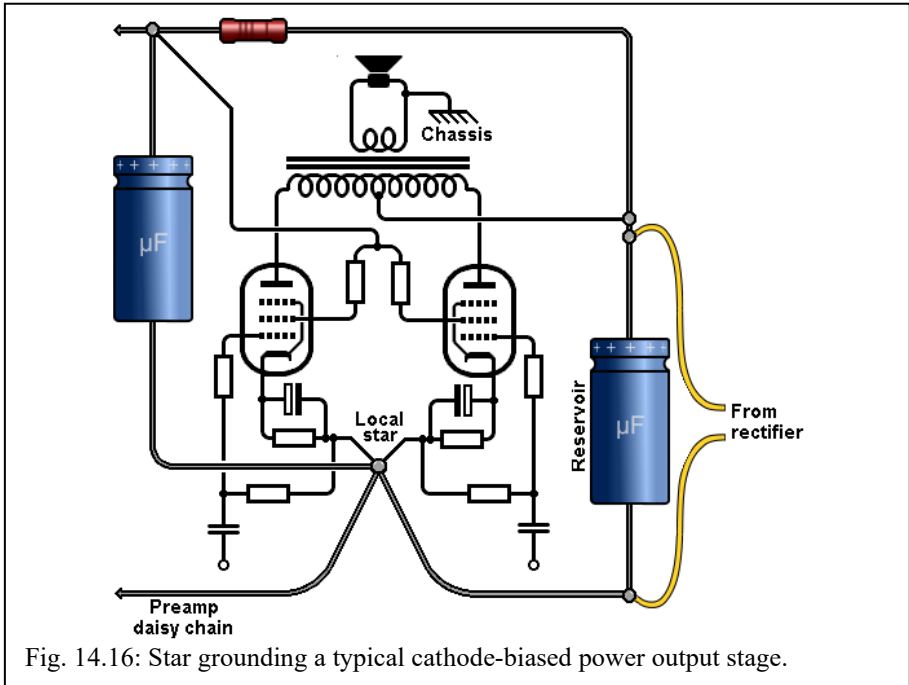 Chassis
+ + + + +
µF
Local
star
Reservoir
+ + + + +
µF
From
rectifier
Preamp
daisy chain
Fig. 14.16: Star grounding a typical cathode-biased power output stage.